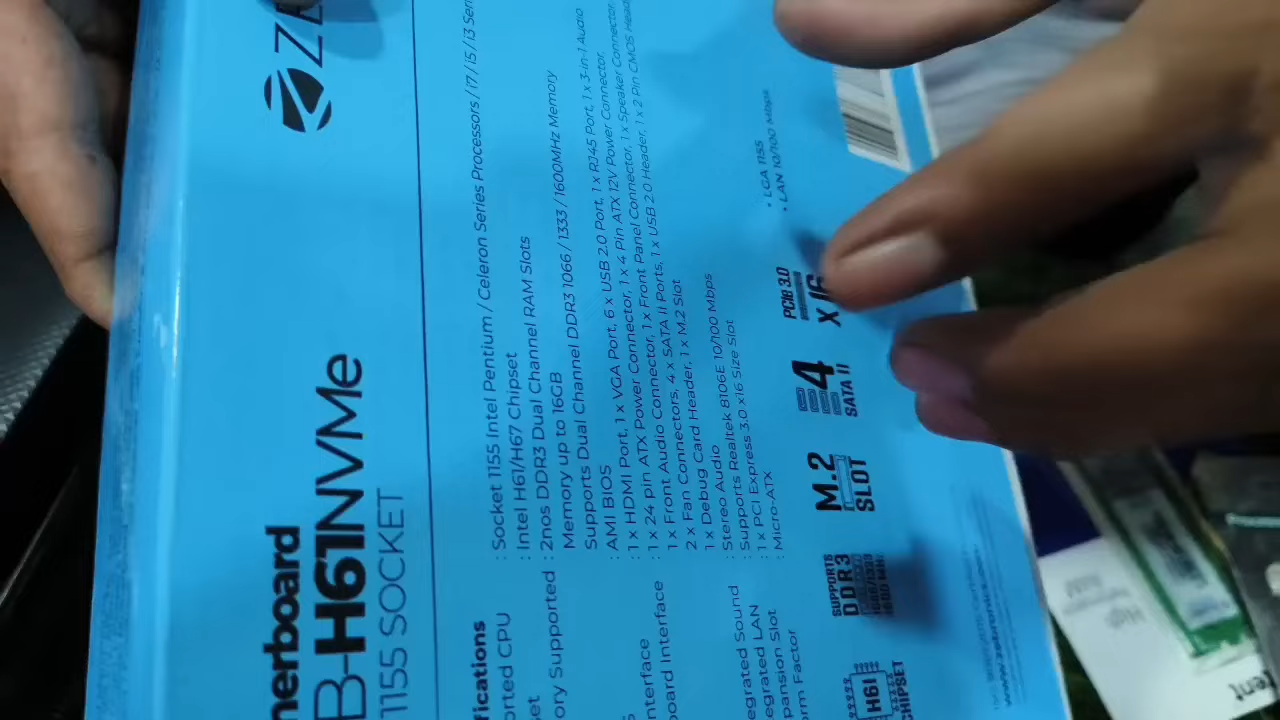 ZE
nerboard
B-H61NVMe
1155 SOCKET
fications
orted CPU : Socket 1155 Intel Pentium / Celeron Series Processors / i7 / i5 / i3 Seri
et : Intel H61/H67 Chipset
ory Supported : 2nos DDR3 Dual Channel RAM Slots
Memory up to 16GB
Supports Dual Channel DDR3 1066 / 1333 / 1600MHz Memory
: AMI BIOS
nterface : 1 x HDMI Port, 1 x VGA Port, 6 x USB 2.0 Port, 1 x RJ45 Port, 1 x 3-in-1 Audio
board Interface : 1 x 24 pin ATX Power Connector, 1 x 4 Pin ATX 12V Power Connector,
1 x Front Audio Connector, 1 x Front Panel Connector, 1 x Speaker Connector,
2 x Fan Connectors, 4 x SATA II Ports, 1 x USB 2.0 Header, 1 x 2 Pin CMOS Head
1 x Debug Card Header, 1 x M.2 Slot
egrated Sound : Stereo Audio
egrated LAN : Supports Realtek 8106E 10/100 Mbps
pansion Slot : 1 x PCI Express 3.0 x16 Size Slot
rm Factor : Micro-ATX
• LGA 1155
• LAN 10/100 Mbps
H61
CHIPSET
SUPPORTS
DDR3
M.2
SLOT
4
SATA II
PCIe 3.0
X 16
www.zebronics.com